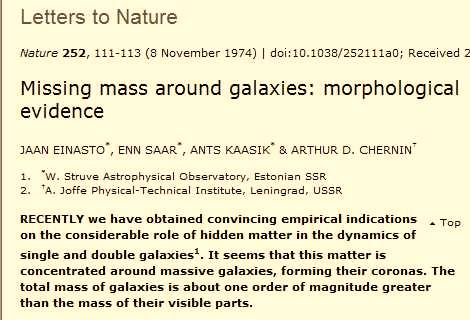 Letters to Nature
Nature 252, 111-113 (8 November 1974) | doi:10.1038/252111a0; Received 2
Missing mass around galaxies: morphological
evidence
JAAN EINASTO*, ENN SAAR*, ANTS KAASIK* & ARTHUR D. CHERNIN†
1. *W. Struve Astrophysical Observatory, Estonian SSR
2. †A. Joffe Physical-Technical Institute, Leningrad, USSR
RECENTLY we have obtained convincing empirical indications
Top
on the considerable role of hidden matter in the dynamics of
single and double galaxies1. It seems that this matter is
concentrated around massive galaxies, forming their coronas. The
total mass of galaxies is about one order of magnitude greater
than the mass of their visible parts.